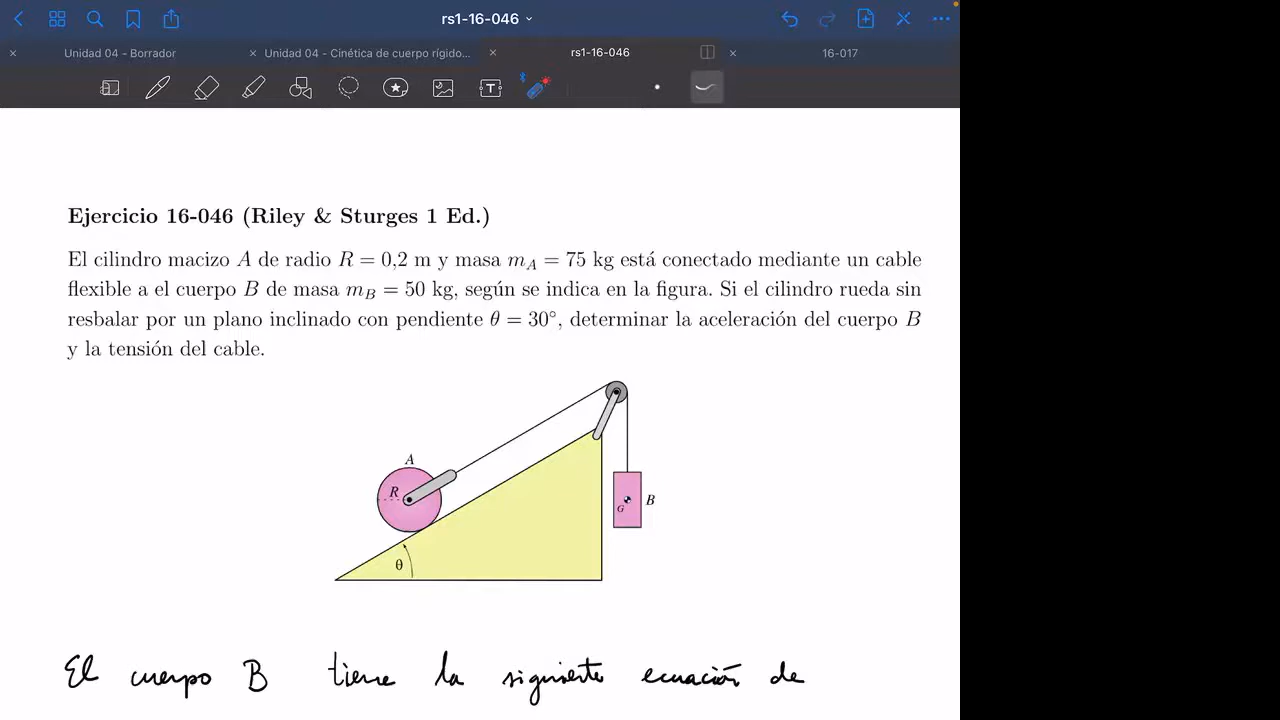 rs1-16-046
Unidad 04 - Borrador
Unidad 04 - Cinética de cuerpo rígido...
rs1-16-046
16-017
T
Ejercicio 16-046 (Riley & Sturges 1 Ed.)
El cilindro macizo A de radio R = 0,2 m y masa m_A = 75 kg está conectado mediante un cable
flexible a el cuerpo B de masa m_B = 50 kg, según se indica en la figura. Si el cilindro rueda sin
resbalar por un plano inclinado con pendiente θ = 30°, determinar la aceleración del cuerpo B
y la tensión del cable.
A
R
B
G
θ
El cuerpo B tiene la siguiente ecuación de